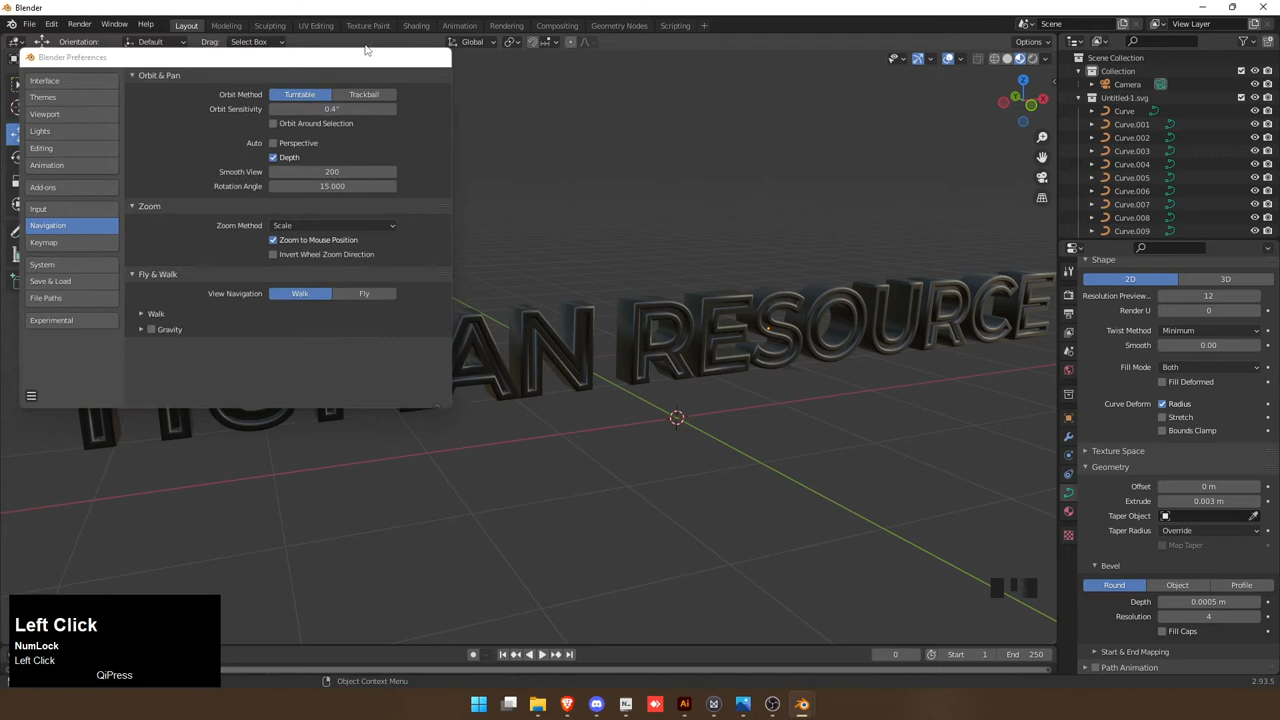 Blender
File Edit Render Window Help Layout Modeling Sculpting UV Editing Texture Paint Shading Animation Rendering Compositing Geometry Nodes Scripting + Scene View Layer
Orientation: Default Drag: Select Box Global Options
Blender Preferences
Interface
Themes
Viewport
Lights
Editing
Animation
Add-ons
Input
Navigation
Keymap
System
Save & Load
File Paths
Experimental
Orbit & Pan
Orbit Method Turntable Trackball
Orbit Sensitivity 0.4°
Orbit Around Selection
Auto Perspective
Depth
Smooth View 200
Rotation Angle 15.000
Zoom
Zoom Method Scale
Zoom to Mouse Position
Invert Wheel Zoom Direction
Fly & Walk
View Navigation Walk Fly
Walk
Gravity
AN RESOURCE
Z
X
Y
Scene Collection
Collection
Camera
Untitled-1.svg
Curve
Curve.001
Curve.002
Curve.003
Curve.004
Curve.005
Curve.006
Curve.007
Curve.008
Curve.009
Shape
2D 3D
Resolution Preview... 12
Render U 0
Twist Method Minimum
Smooth 0.00
Fill Mode Both
Fill Deformed
Curve Deform Radius
Stretch
Bounds Clamp
Texture Space
Geometry
Offset 0 m
Extrude 0.003 m
Taper Object
Taper Radius Override
Map Taper
Bevel
Round Object Profile
Depth 0.0005 m
Resolution 4
Fill Caps
Start & End Mapping
Path Animation
Left Click
NumLock
Left Click
QiPress
0 Start 1 End 250
Object Context Menu 2.93.5
Ai